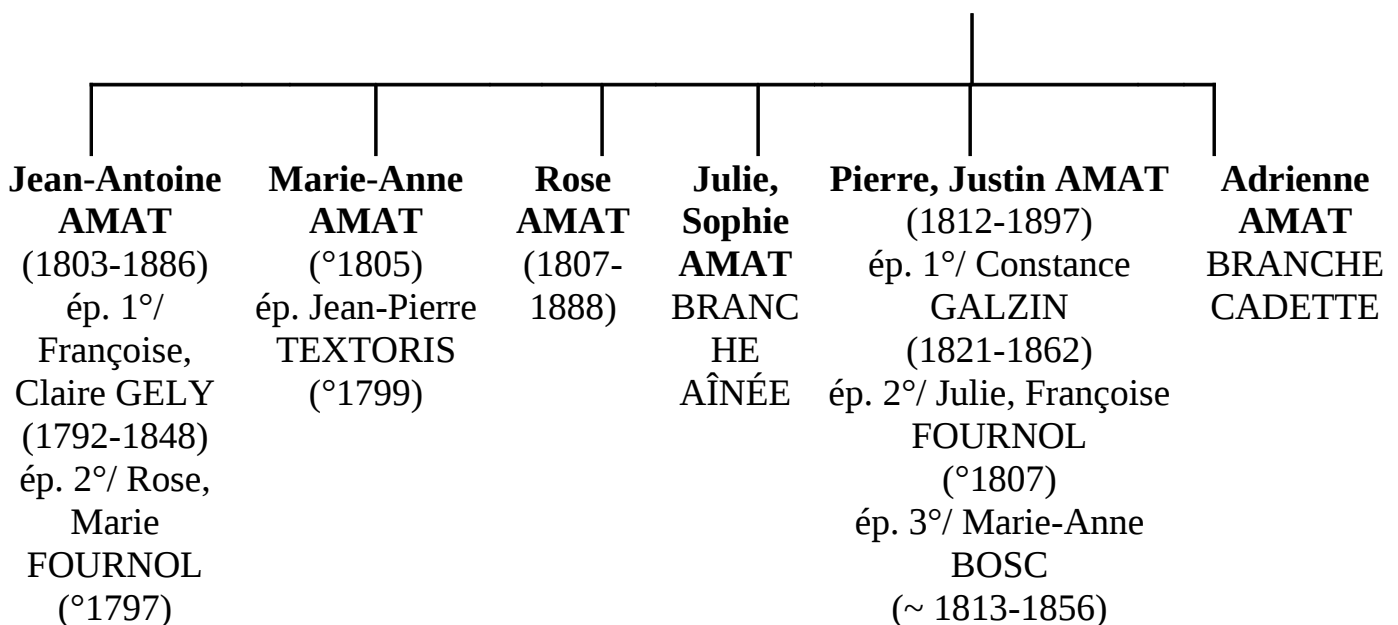 Jean-Antoine
AMAT
(1803-1886)
ép. 1°/
Françoise,
Claire GELY
(1792-1848)
ép. 2°/ Rose,
Marie
FOURNOL
(°1797)
Marie-Anne
AMAT
(°1805)
ép. Jean-Pierre
TEXTORIS
(°1799)
Rose
AMAT
(1807-
1888)
Julie,
Sophie
AMAT
BRANC
HE
AÎNÉE
Pierre, Justin AMAT
(1812-1897)
ép. 1°/ Constance
GALZIN
(1821-1862)
ép. 2°/ Julie, Françoise
FOURNOL
(°1807)
ép. 3°/ Marie-Anne
BOSC
(~ 1813-1856)
Adrienne
AMAT
BRANCHE
CADETTE